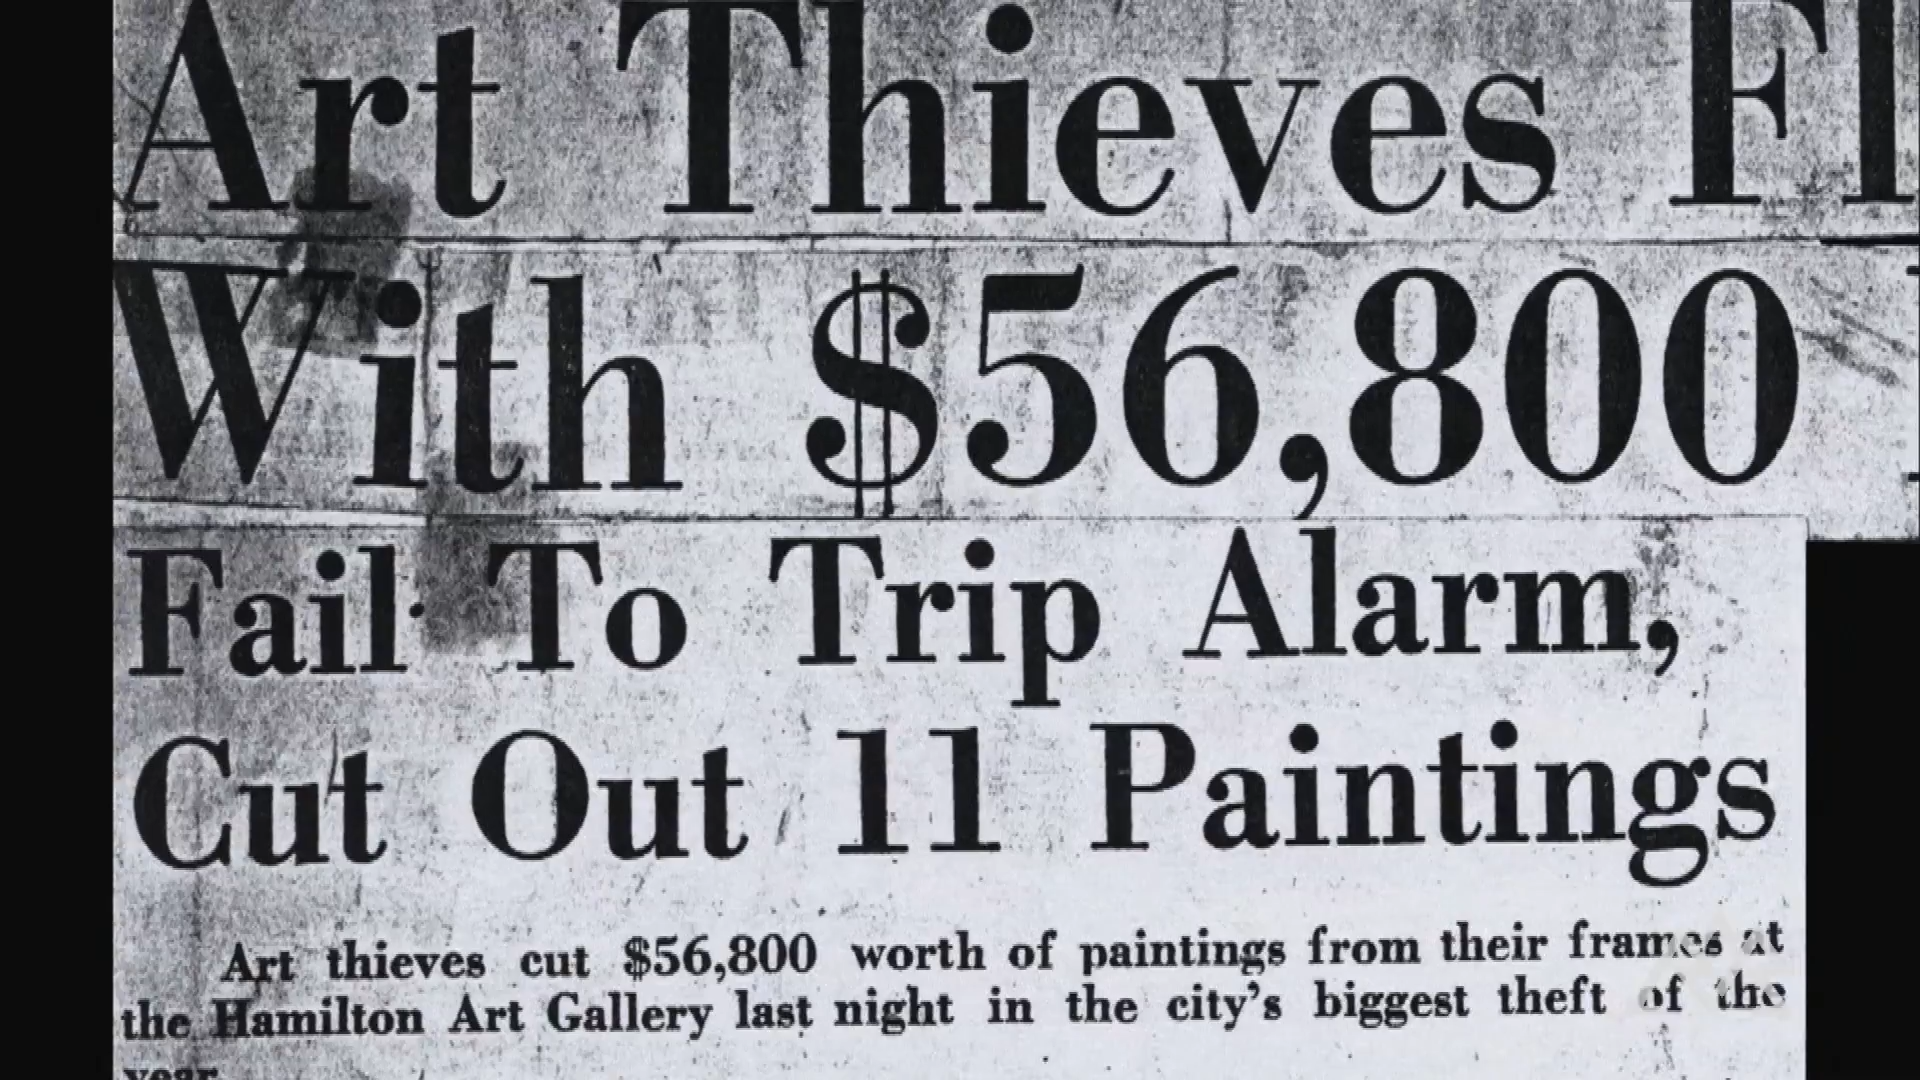 Art Thieves Fl
With $56,800
Fail To Trip Alarm,
Cut Out 11 Paintings
Art thieves cut $56,800 worth of paintings from their frames at
the Hamilton Art Gallery last night in the city's biggest theft of the
year